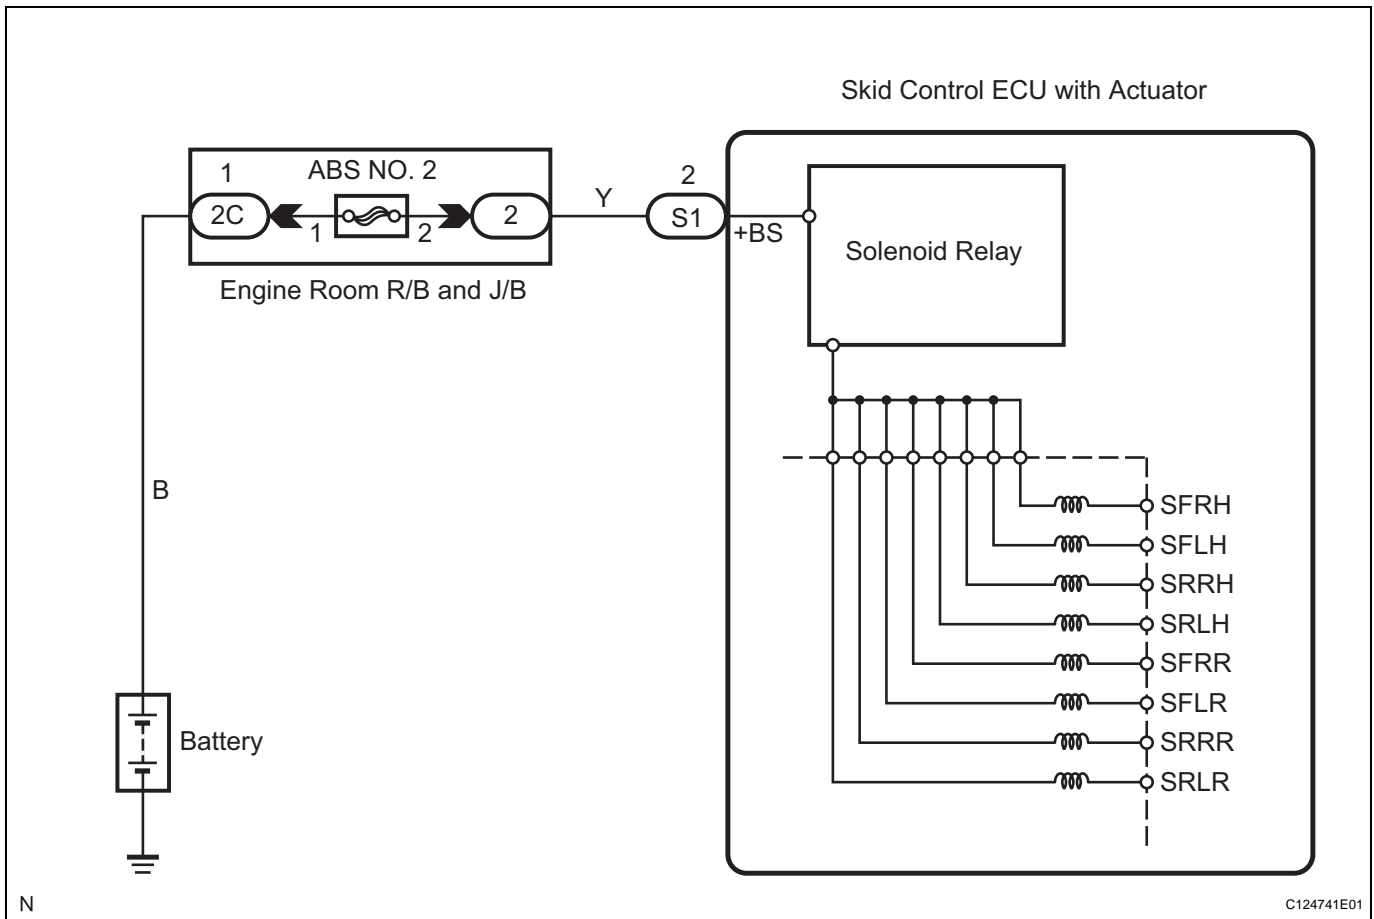 Skid Control ECU with Actuator
1
ABS NO. 2
2C
1
2
2
Engine Room R/B and J/B
Y
2
S1
+BS
Solenoid Relay
B
SFRH
SFLH
SRRH
SRLH
SFRR
SFLR
SRRR
SRLR
Battery
N
C124741E01